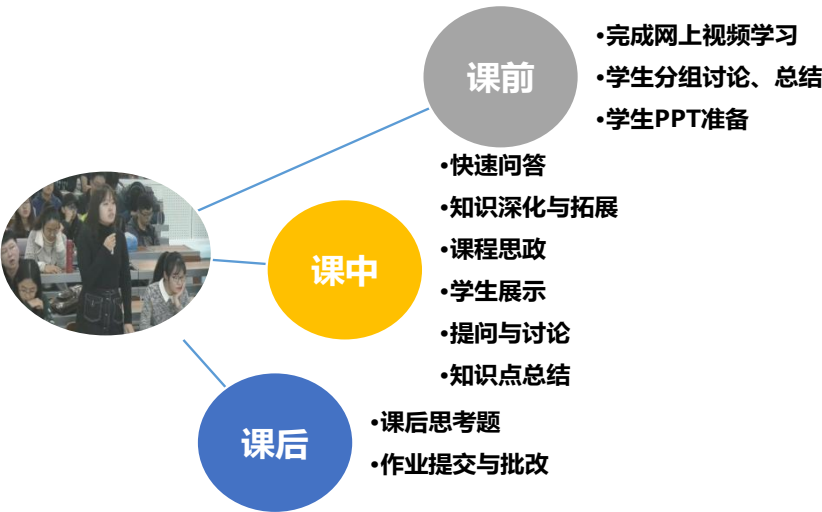 课前
•完成网上视频学习
•学生分组讨论、总结
•学生PPT准备
课中
•快速问答
•知识深化与拓展
•课程思政
•学生展示
•提问与讨论
•知识点总结
课后
•课后思考题
•作业提交与批改